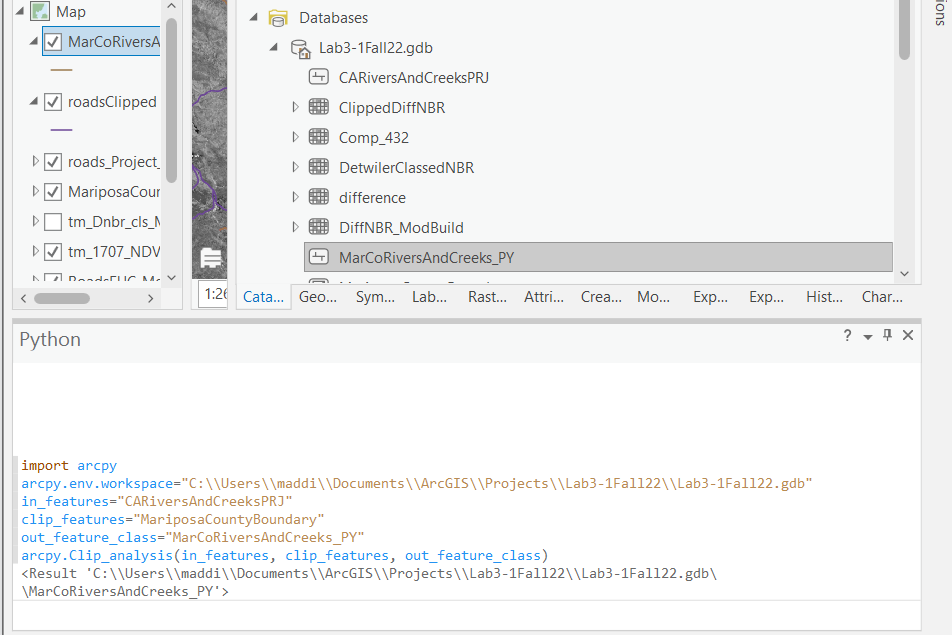 Map
MarCoRiversA
roadsClipped
roads_Project_
MariposaCour
tm_Dnbr_cls_M
tm_1707_NDV
1:26
Databases
Lab3-1Fall22.gdb
CARiversAndCreeksPRJ
ClippedDiffNBR
Comp_432
DetwilerClassedNBR
difference
DiffNBR_ModBuild
MarCoRiversAndCreeks_PY
Cata... Geo... Sym... Lab... Rast... Attri... Crea... Mo... Exp... Exp... Hist... Char...
ions
Python
?
import arcpy
arcpy.env.workspace="C:\\Users\\maddi\\Documents\\ArcGIS\\Projects\\Lab3-1Fall22\\Lab3-1Fall22.gdb"
in_features="CARiversAndCreeksPRJ"
clip_features="MariposaCountyBoundary"
out_feature_class="MarCoRiversAndCreeks_PY"
arcpy.Clip_analysis(in_features, clip_features, out_feature_class)
<Result 'C:\\Users\\maddi\\Documents\\ArcGIS\\Projects\\Lab3-1Fall22\\Lab3-1Fall22.gdb\
\MarCoRiversAndCreeks_PY'>